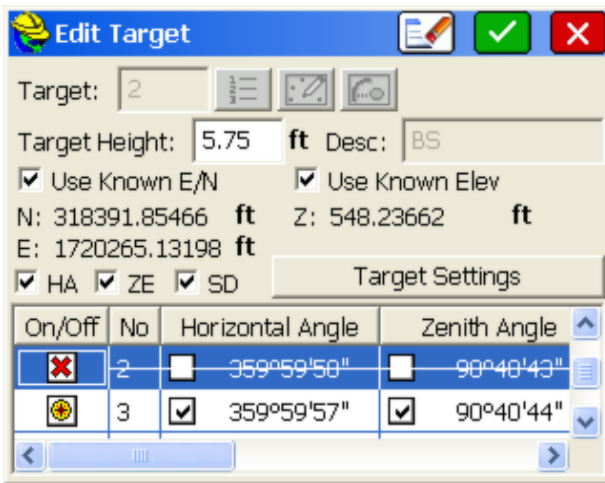 Edit Target
Target: 2
Target Height: 5.75 ft Desc: BS
Use Known E/N Use Known Elev
N: 318391.85466 ft Z: 548.23662 ft
E: 1720265.13198 ft
HA ZE SD Target Settings
On/Off No Horizontal Angle Zenith Angle
2 359°59'50" 90°40'43"
3 359°59'57" 90°40'44"